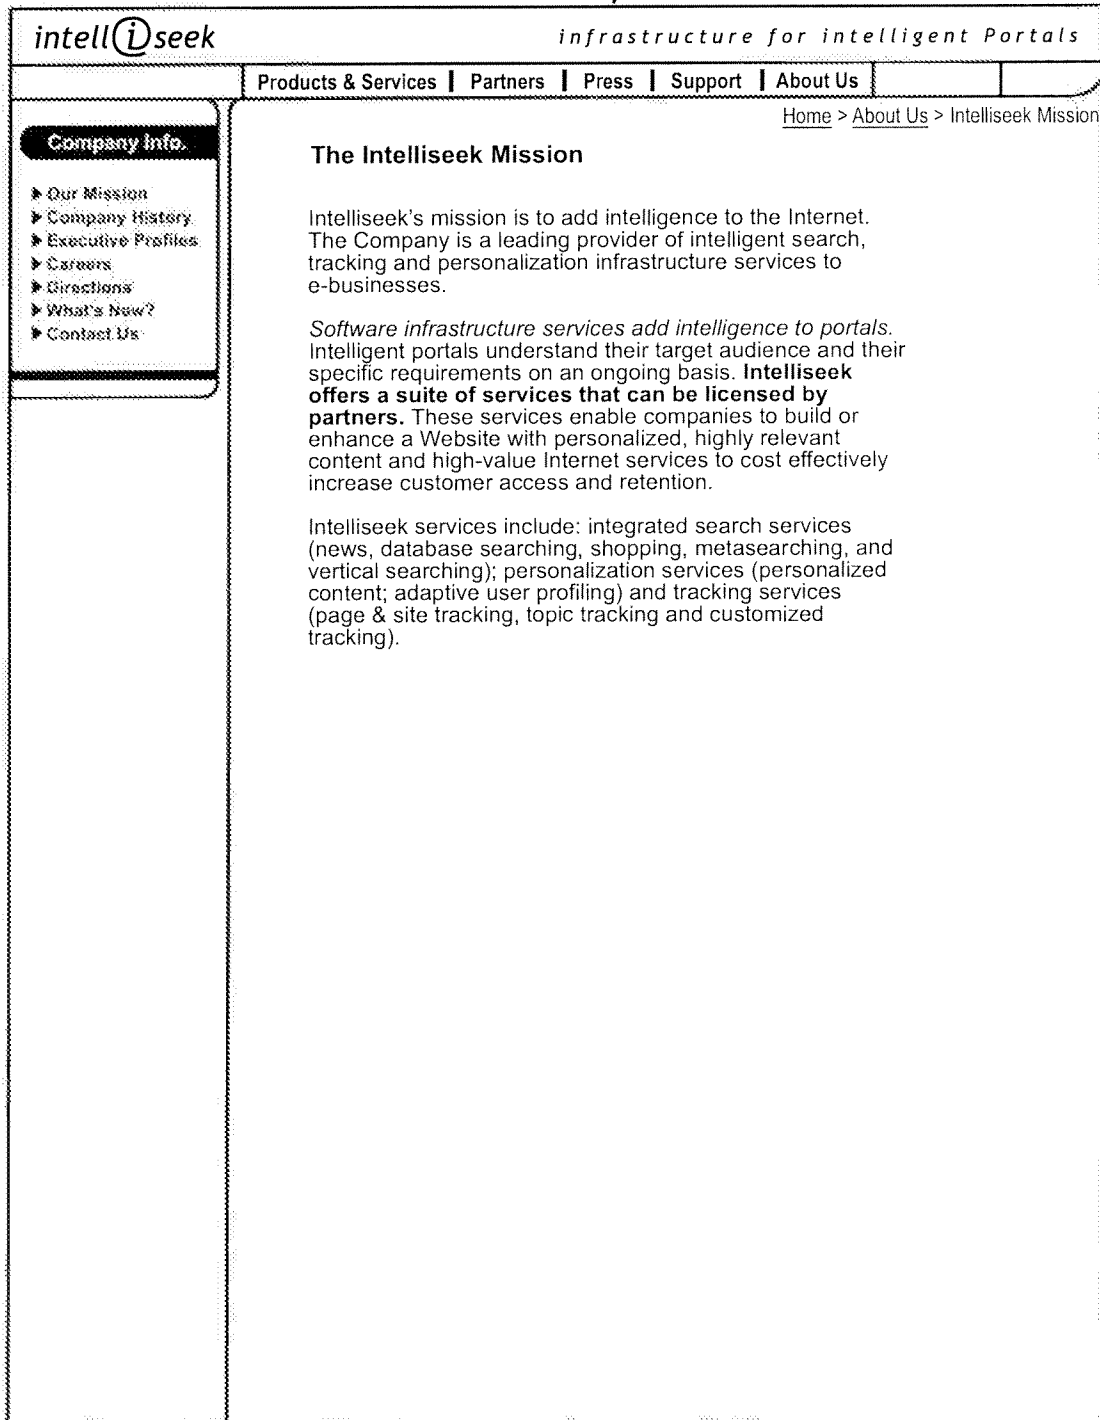 intelliseek
infrastructure for intelligent Portals
Products & Services | Partners | Press | Support | About Us
Home > About Us > Intelliseek Mission
Company Info.
Our Mission
Company History
Executive Profiles
Careers
Directions
What's New?
Contact Us
The Intelliseek Mission
Intelliseek's mission is to add intelligence to the Internet.
The Company is a leading provider of intelligent search,
tracking and personalization infrastructure services to
e-businesses.
Software infrastructure services add intelligence to portals.
Intelligent portals understand their target audience and their
specific requirements on an ongoing basis. Intelliseek
offers a suite of services that can be licensed by
partners. These services enable companies to build or
enhance a Website with personalized, highly relevant
content and high-value Internet services to cost effectively
increase customer access and retention.
Intelliseek services include: integrated search services
(news, database searching, shopping, metasearching, and
vertical searching); personalization services (personalized
content; adaptive user profiling) and tracking services
(page & site tracking, topic tracking and customized
tracking).